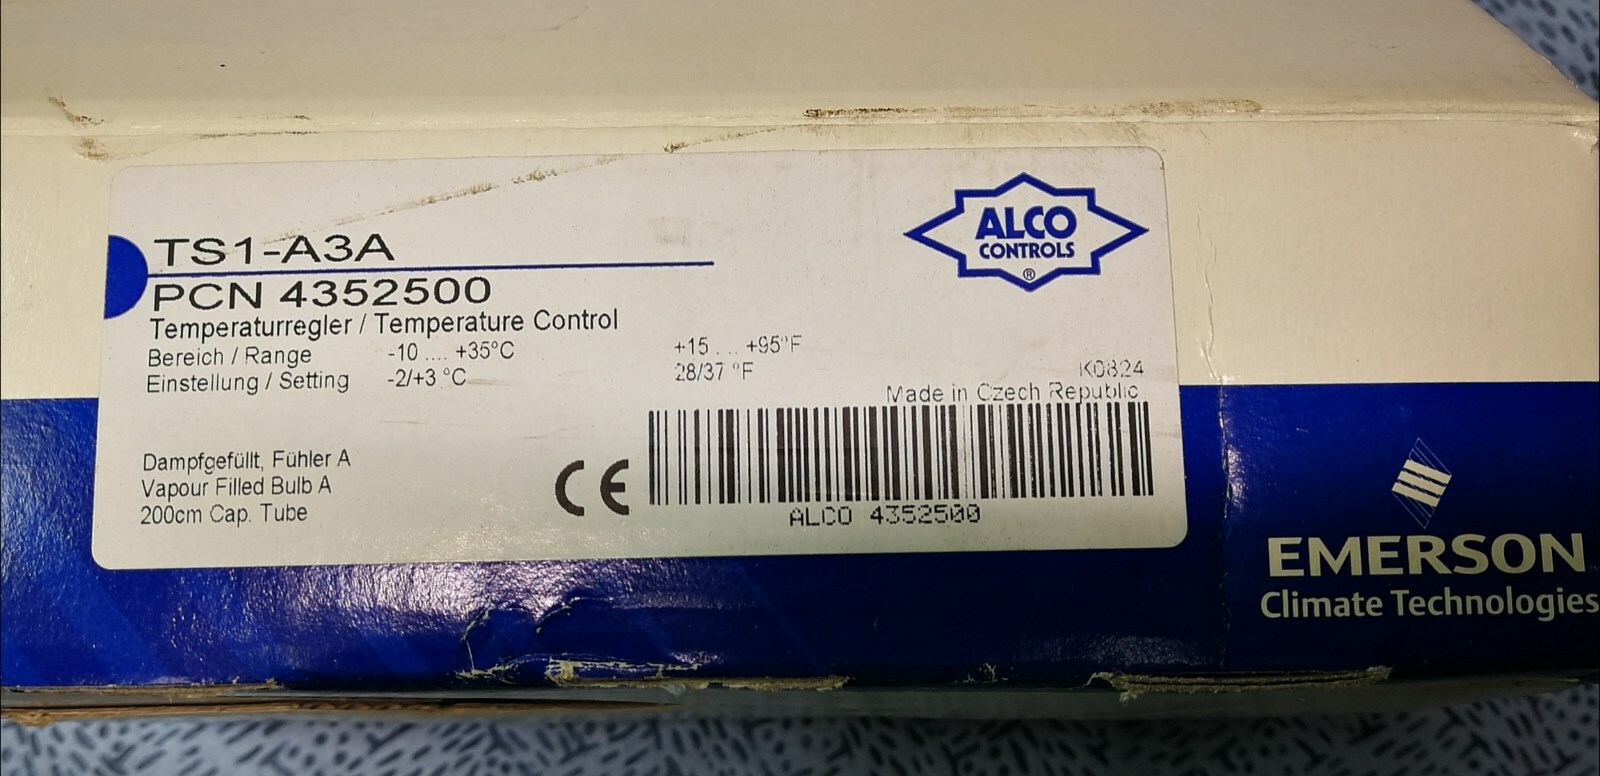 TS1-A3A
PCN 4352500
Temperaturregler / Temperature Control
Bereich / Range -10 .... +35°C +15 .... +95°F
Einstellung / Setting -2/+3 °C 28/37 °F
K0824
Made in Czech Republic
Dampfgefüllt, Fühler A
Vapour Filled Bulb A
200cm Cap. Tube
CE
ALCO 4352500
ALCO
CONTROLS
®
EMERSON
Climate Technologies